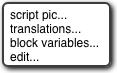 script pic...
translations...
block variables...
edit...